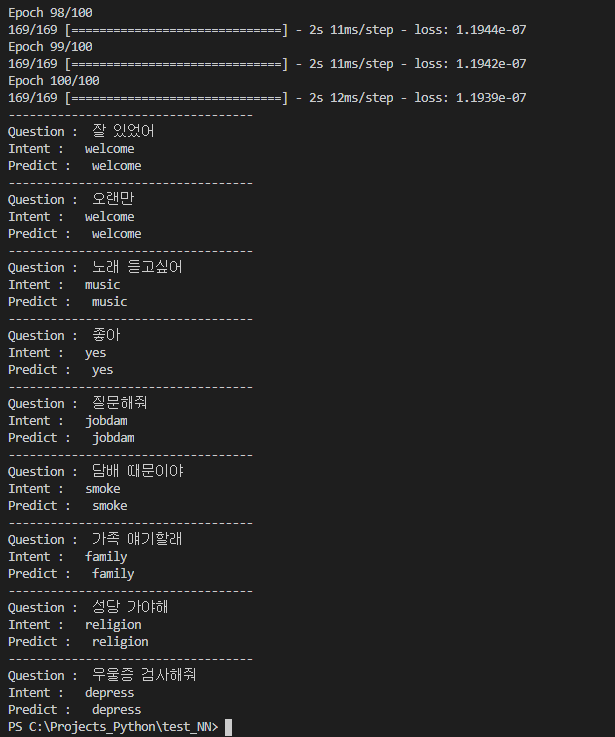 Epoch 98/100
169/169 [==============================] - 2s 11ms/step - loss: 1.1944e-07
Epoch 99/100
169/169 [==============================] - 2s 11ms/step - loss: 1.1942e-07
Epoch 100/100
169/169 [==============================] - 2s 12ms/step - loss: 1.1939e-07
-----------------------------------
Question :  잘 있었어
Intent :   welcome
Predict :   welcome
-----------------------------------
Question :  오랜만
Intent :   welcome
Predict :   welcome
-----------------------------------
Question :  노래 듣고싶어
Intent :   music
Predict :   music
-----------------------------------
Question :  좋아
Intent :   yes
Predict :   yes
-----------------------------------
Question :  질문해줘
Intent :   jobdam
Predict :   jobdam
-----------------------------------
Question :  담배 때문이야
Intent :   smoke
Predict :   smoke
-----------------------------------
Question :  가족 얘기할래
Intent :   family
Predict :   family
-----------------------------------
Question :  성당 가야해
Intent :   religion
Predict :   religion
-----------------------------------
Question :  우울증 검사해줘
Intent :   depress
Predict :   depress
PS C:\Projects_Python\test_NN>